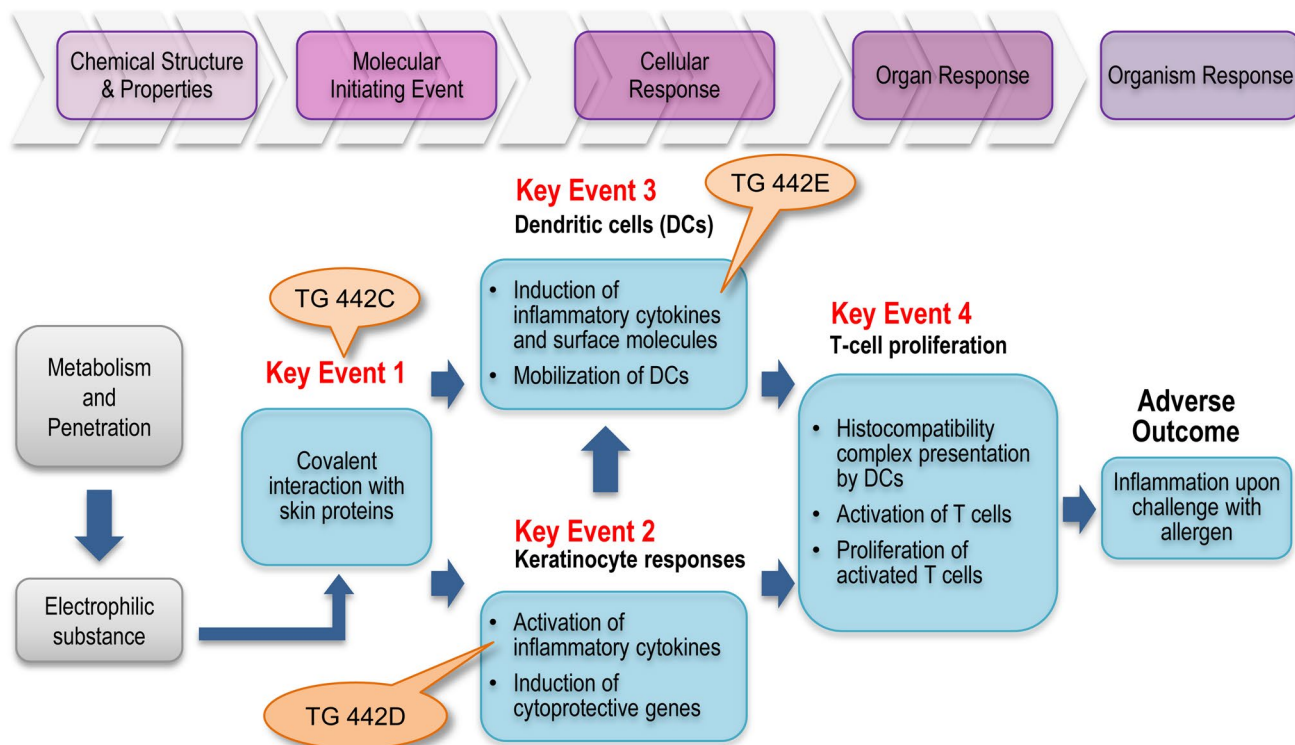 Chemical Structure
& Properties
Molecular
Initiating Event
Cellular
Response
Organ Response
Organism Response
Key Event 3
Dendritic cells (DCs)
TG 442E
• Induction of
inflammatory cytokines
and surface molecules
• Mobilization of DCs
TG 442C
Key Event 1
Covalent
interaction with
skin proteins
Metabolism
and
Penetration
Electrophilic
substance
Key Event 2
Keratinocyte responses
• Activation of
inflammatory cytokines
• Induction of
cytoprotective genes
TG 442D
Key Event 4
T-cell proliferation
• Histocompatibility
complex presentation
by DCs
• Activation of T cells
• Proliferation of
activated T cells
Adverse
Outcome
Inflammation upon
challenge with
allergen